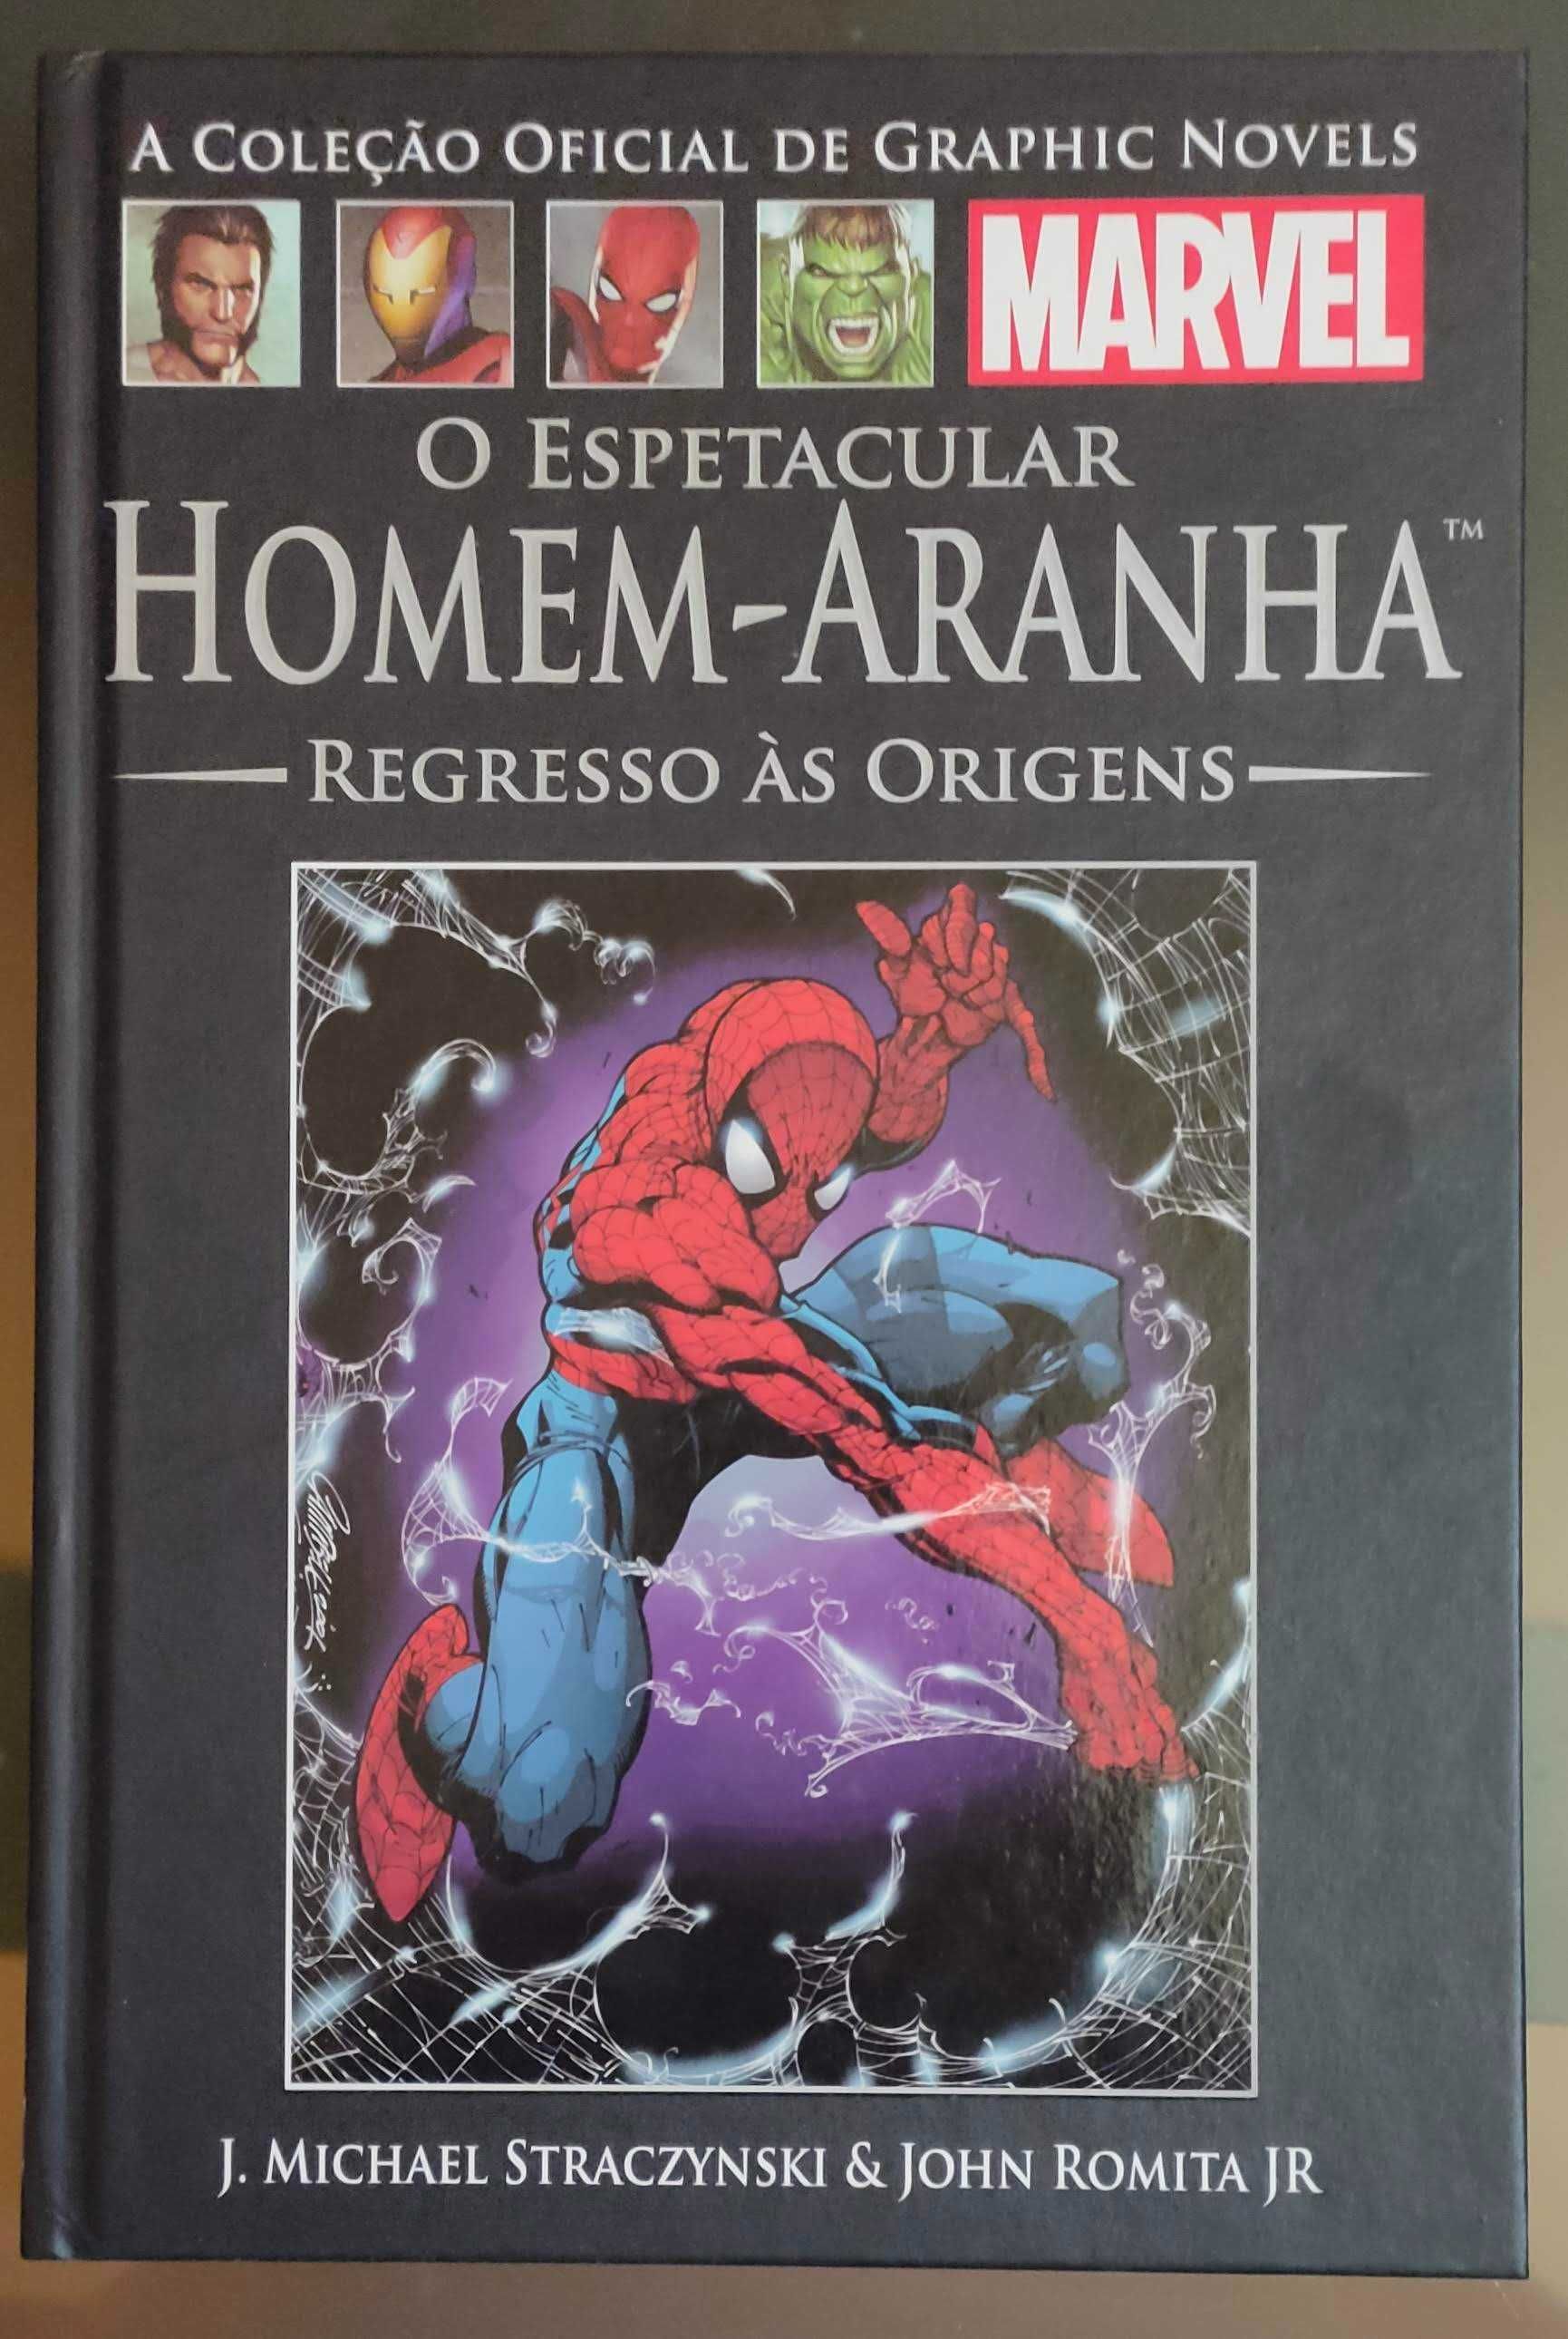 A COLEÇÃO OFICIAL DE GRAPHIC NOVELS
MARVEL
O ESPETACULAR
HOMEM-ARANHA™
REGRESSO ÀS ORIGENS
J. MICHAEL STRACZYNSKI & JOHN ROMITA JR